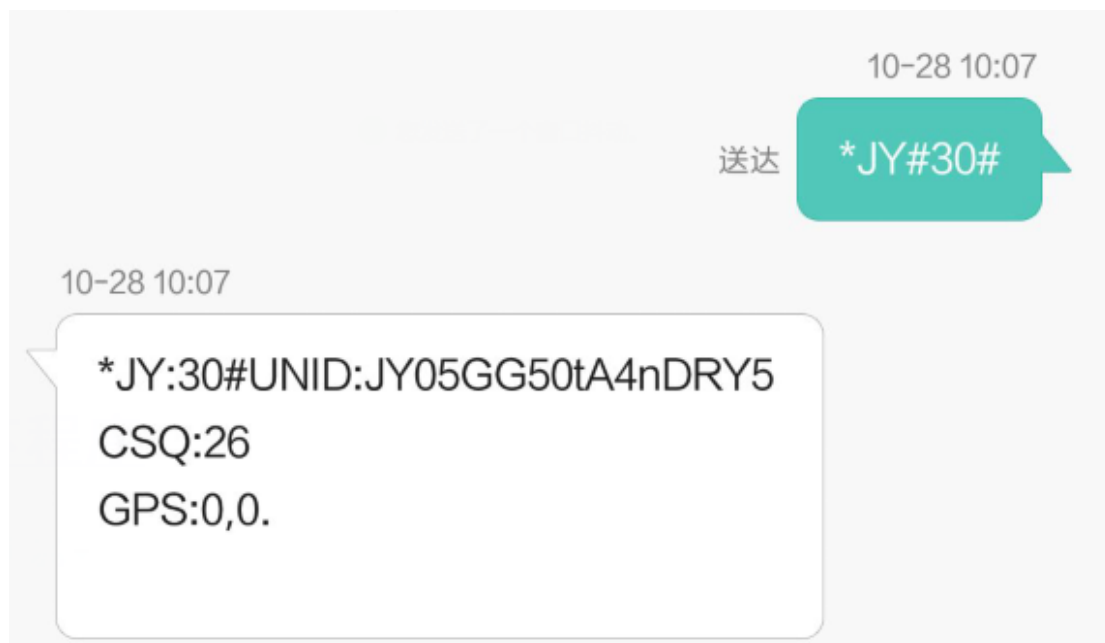 10-28 10:07
送达 *JY#30#
10-28 10:07
*JY:30#UNID:JY05GG50tA4nDRY5
CSQ:26
GPS:0,0.